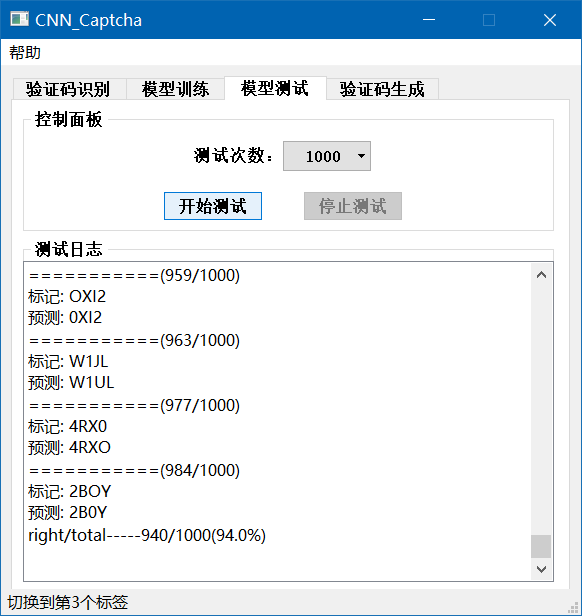 CNN_Captcha
帮助
验证码识别 模型训练 模型测试 验证码生成
控制面板
测试次数： 1000
开始测试 停止测试
测试日志
===========(959/1000)
标记: OXI2
预测: 0XI2
===========(963/1000)
标记: W1JL
预测: W1UL
===========(977/1000)
标记: 4RX0
预测: 4RXO
===========(984/1000)
标记: 2BOY
预测: 2B0Y
right/total-----940/1000(94.0%)
切换到第3个标签